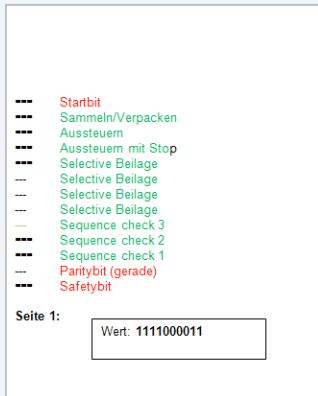 --- Startbit
--- Sammeln/Verpacken
--- Aussteuern
--- Aussteuern mit Stop
--- Selective Beilage
--- Selective Beilage
--- Selective Beilage
--- Selective Beilage
--- Sequence check 3
--- Sequence check 2
--- Sequence check 1
--- Paritybit (gerade)
--- Safetybit
Seite 1:
Wert: 1111000011